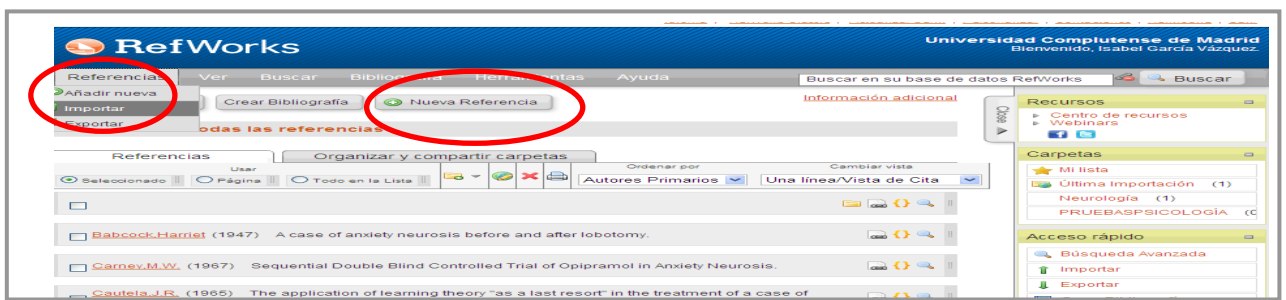 RefWorks
Universidad Complutense de Madrid
Bienvenido, Isabel García Vázquez.
Referencias Ver Buscar Bibliografía Herramientas Ayuda Buscar en su base de datos RefWorks Buscar
Añadir nueva
Importar
Exportar
Crear Bibliografía Nueva Referencia Información adicional
odas las referencias
Close
Recursos
Centro de recursos
Webinars
Referencias Organizar y compartir carpetas
Usar Ordenar por Cambiar vista
Seleccionado Página Todo en la Lista Autores Primarios Una línea/Vista de Cita
Carpetas
Mi lista
Última Importación (1)
Neurología (1)
PRUEBASPSICOLOGÍA
Babcock,Harriet (1947) A case of anxiety neurosis before and after lobotomy.
Carney,M.W. (1967) Sequential Double Blind Controlled Trial of Opipramol in Anxiety Neurosis.
Cautela,J.R. (1965) The application of learning theory "as a last resort" in the treatment of a case of
Acceso rápido
Búsqueda Avanzada
Importar
Exportar